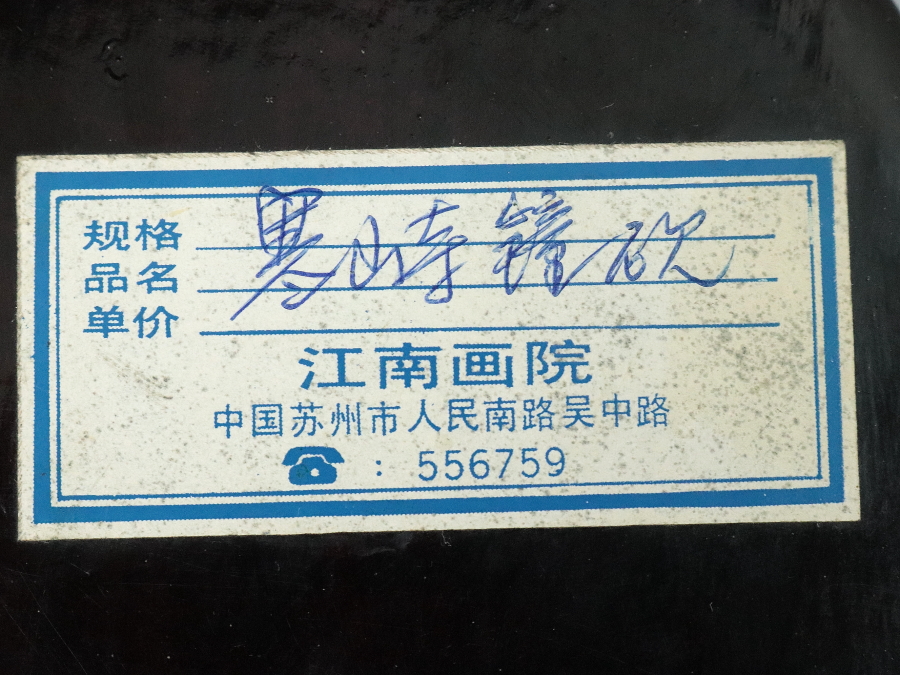 规格
品名 寒山寺鐘砚
单价
江南画院
中国苏州市人民南路吴中路
☎ : 556759